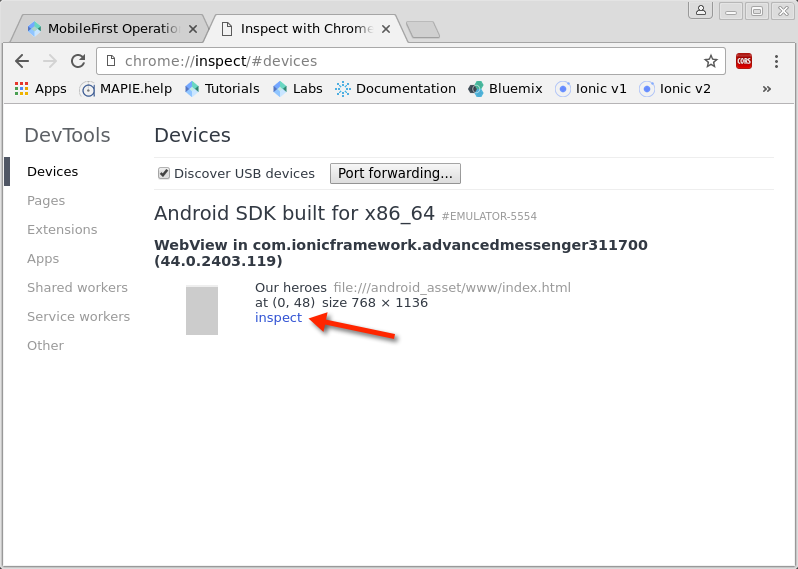 MobileFirst Operatio
Inspect with Chrome
chrome://inspect/#devices
CORS
Apps
MAPIE.help
Tutorials
Labs
Documentation
Bluemix
Ionic v1
Ionic v2
»
DevTools
Devices
Pages
Extensions
Apps
Shared workers
Service workers
Other
Devices
Discover USB devices
Port forwarding...
Android SDK built for x86_64 #EMULATOR-5554
WebView in com.ionicframework.advancedmessenger311700
(44.0.2403.119)
Our heroes file:///android_asset/www/index.html
at (0, 48) size 768 × 1136
inspect